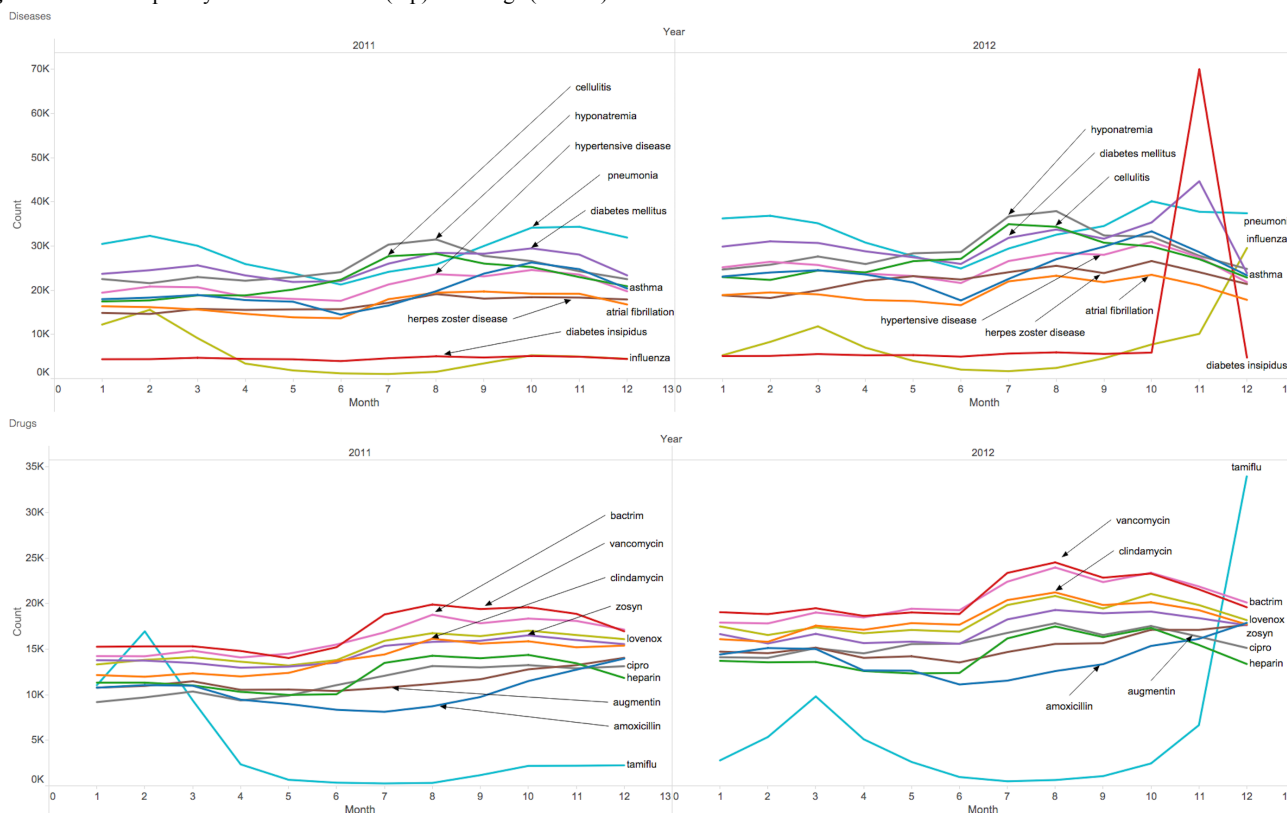 Diseases
Year
2011
2012
70K
60K
50K
40K
30K
20K
10K
0K
Count
cellulitis
hyponatremia
hypertensive disease
pneumonia
diabetes mellitus
asthma
atrial fibrillation
herpes zoster disease
diabetes insipidus
influenza
hyponatremia
diabetes mellitus
cellulitis
pneumoni
influenza
asthma
atrial fibrillation
hypertensive disease
herpes zoster disease
diabetes insipidus
0 1 2 3 4 5 6 7 8 9 10 11 12 13
0 1 2 3 4 5 6 7 8 9 10 11 12 1
Month
Month
Drugs
Year
2011
2012
35K
30K
25K
20K
15K
10K
5K
0K
Count
bactrim
vancomycin
clindamycin
zosyn
lovenox
cipro
heparin
augmentin
amoxicillin
tamiflu
tamiflu
vancomycin
clindamycin
bactrim
lovenox
zosyn
cipro
heparin
augmentin
amoxicillin
0 1 2 3 4 5 6 7 8 9 10 11 12 13
0 1 2 3 4 5 6 7 8 9 10 11 12 1
Month
Month